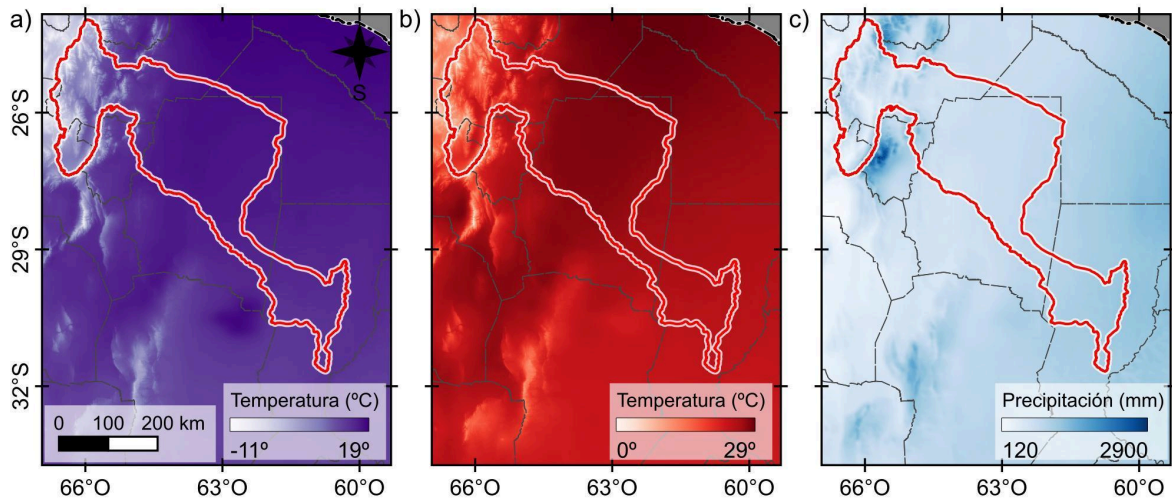 a)
b)
c)
S
26°S
29°S
32°S
0 100 200 km
Temperatura (ºC)
-11° 19º
Temperatura (ºC)
0º 29º
Precipitación (mm)
120 2900
66°O 63°O 60°O
66°O 63°O 60°O
66°O 63°O 60°O